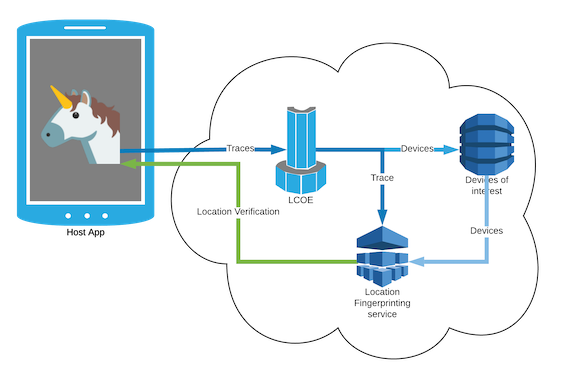 Traces
Devices
LCOE
Trace
Devices of
interest
Location Verification
Host App
Devices
Location
Fingerprinting
service